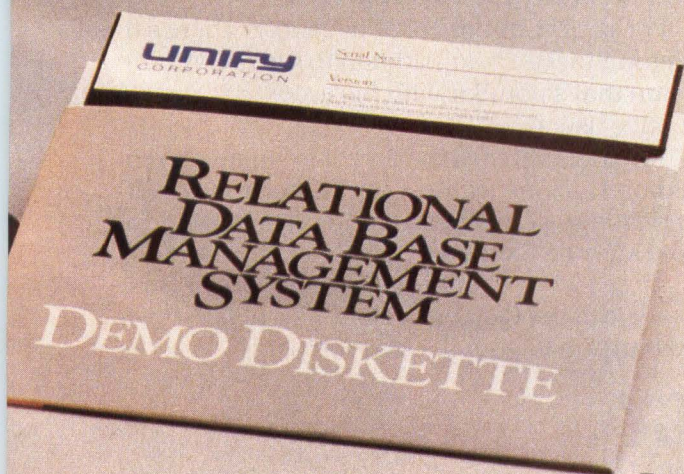 UNIFY
CORPORATION
Serial No.:
Version:
RELATIONAL
DATA BASE
MANAGEMENT
SYSTEM
DEMO DISKETTE